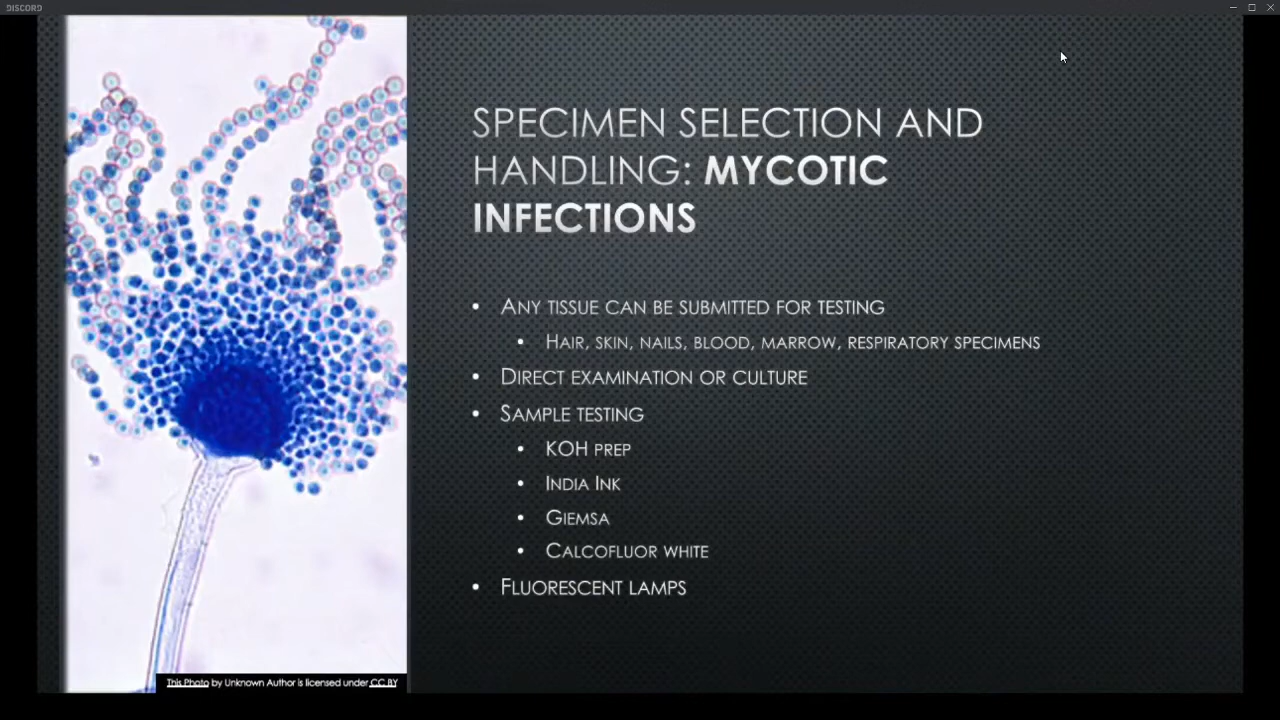 DISCORD
SPECIMEN SELECTION AND
HANDLING: MYCOTIC
INFECTIONS
• ANY TISSUE CAN BE SUBMITTED FOR TESTING
• HAIR, SKIN, NAILS, BLOOD, MARROW, RESPIRATORY SPECIMENS
• DIRECT EXAMINATION OR CULTURE
• SAMPLE TESTING
• KOH PREP
• INDIA INK
• GIEMSA
• CALCOFLUOR WHITE
• FLUORESCENT LAMPS
This Photo by Unknown Author is licensed under CC BY